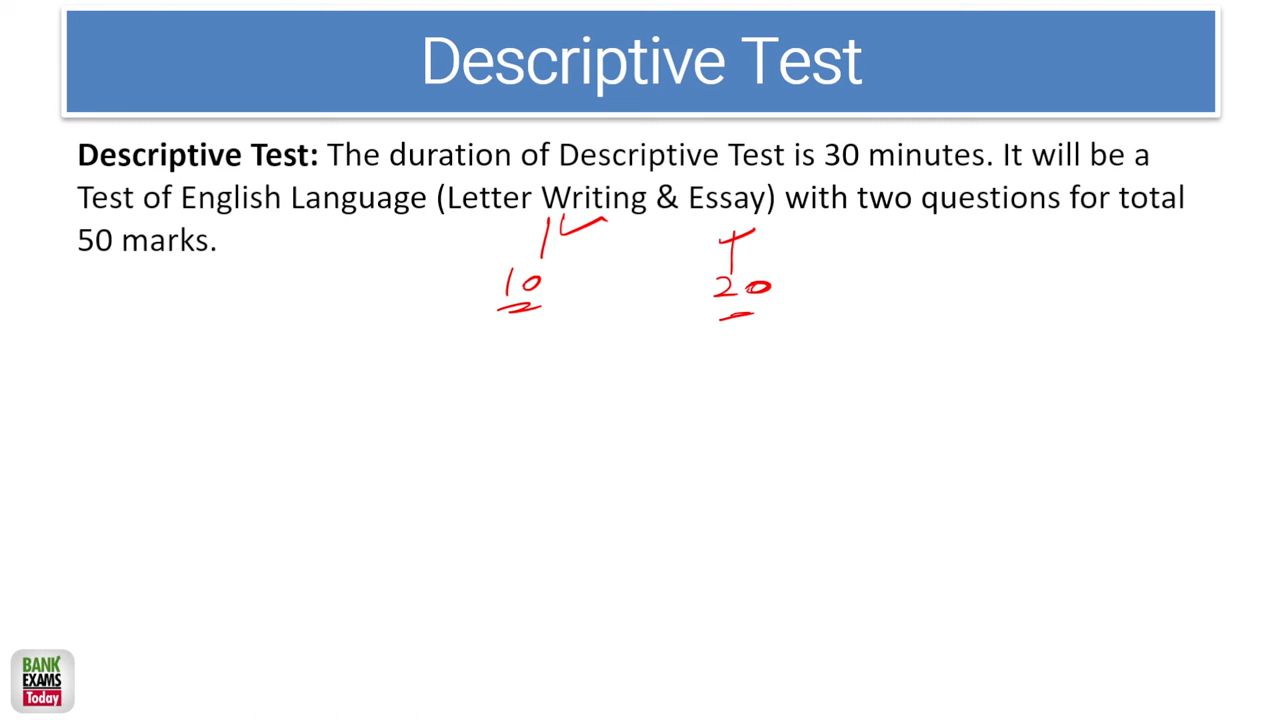 Descriptive Test
Descriptive Test: The duration of Descriptive Test is 30 minutes. It will be a
Test of English Language (Letter Writing & Essay) with two questions for total
50 marks.
10 20
BANK
EXAMS
Today